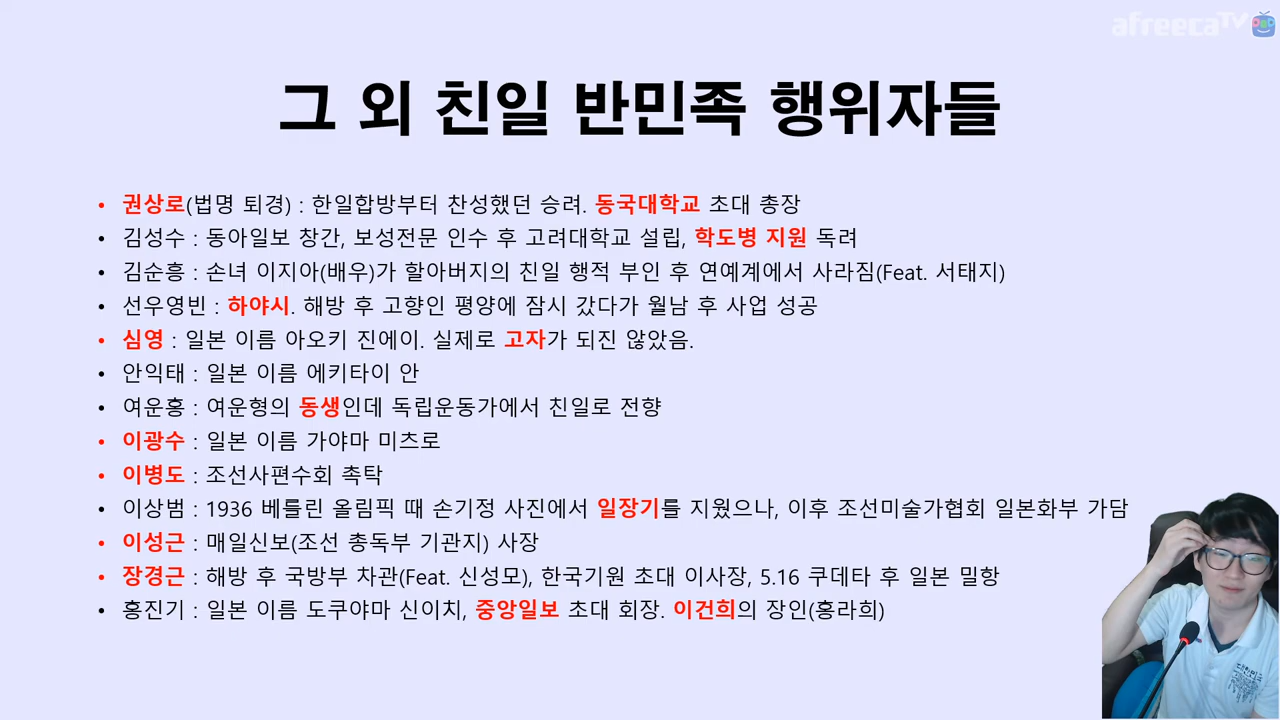 afreecaTV
그 외 친일 반민족 행위자들
• 권상로(법명 퇴경) : 한일합방부터 찬성했던 승려. 동국대학교 초대 총장
• 김성수 : 동아일보 창간, 보성전문 인수 후 고려대학교 설립, 학도병 지원 독려
• 김순흥 : 손녀 이지아(배우)가 할아버지의 친일 행적 부인 후 연예계에서 사라짐(Feat. 서태지)
• 선우영빈 : 하야시. 해방 후 고향인 평양에 잠시 갔다가 월남 후 사업 성공
• 심영 : 일본 이름 아오키 진에이. 실제로 고자가 되진 않았음.
• 안익태 : 일본 이름 에키타이 안
• 여운홍 : 여운형의 동생인데 독립운동가에서 친일로 전향
• 이광수 : 일본 이름 가야마 미츠로
• 이병도 : 조선사편수회 촉탁
• 이상범 : 1936 베를린 올림픽 때 손기정 사진에서 일장기를 지웠으나, 이후 조선미술가협회 일본화부 가담
• 이성근 : 매일신보(조선 총독부 기관지) 사장
• 장경근 : 해방 후 국방부 차관(Feat. 신성모), 한국기원 초대 이사장, 5.16 쿠데타 후 일본 밀항
• 홍진기 : 일본 이름 도쿠야마 신이치, 중앙일보 초대 회장. 이건희의 장인(홍라희)
대한민국